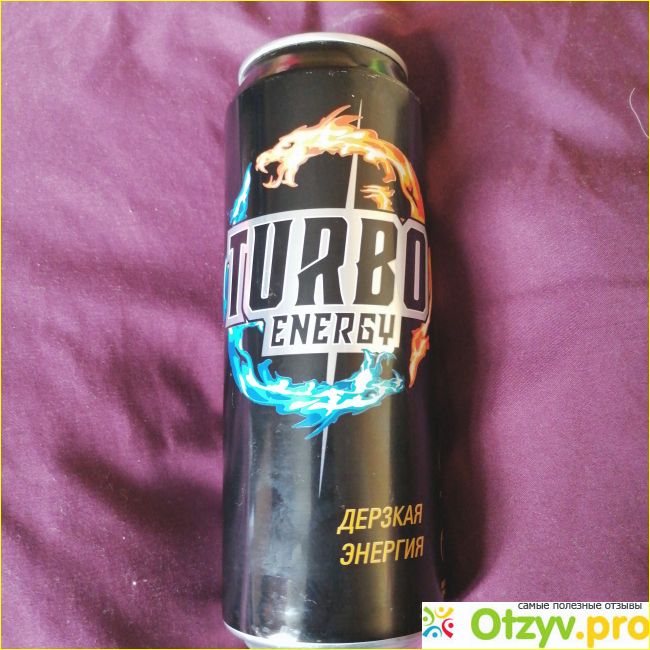 TURBO
ENERGY
ДЕРЗКАЯ
ЭНЕРГИЯ
самые полезные отзывы
Otzyv.pro